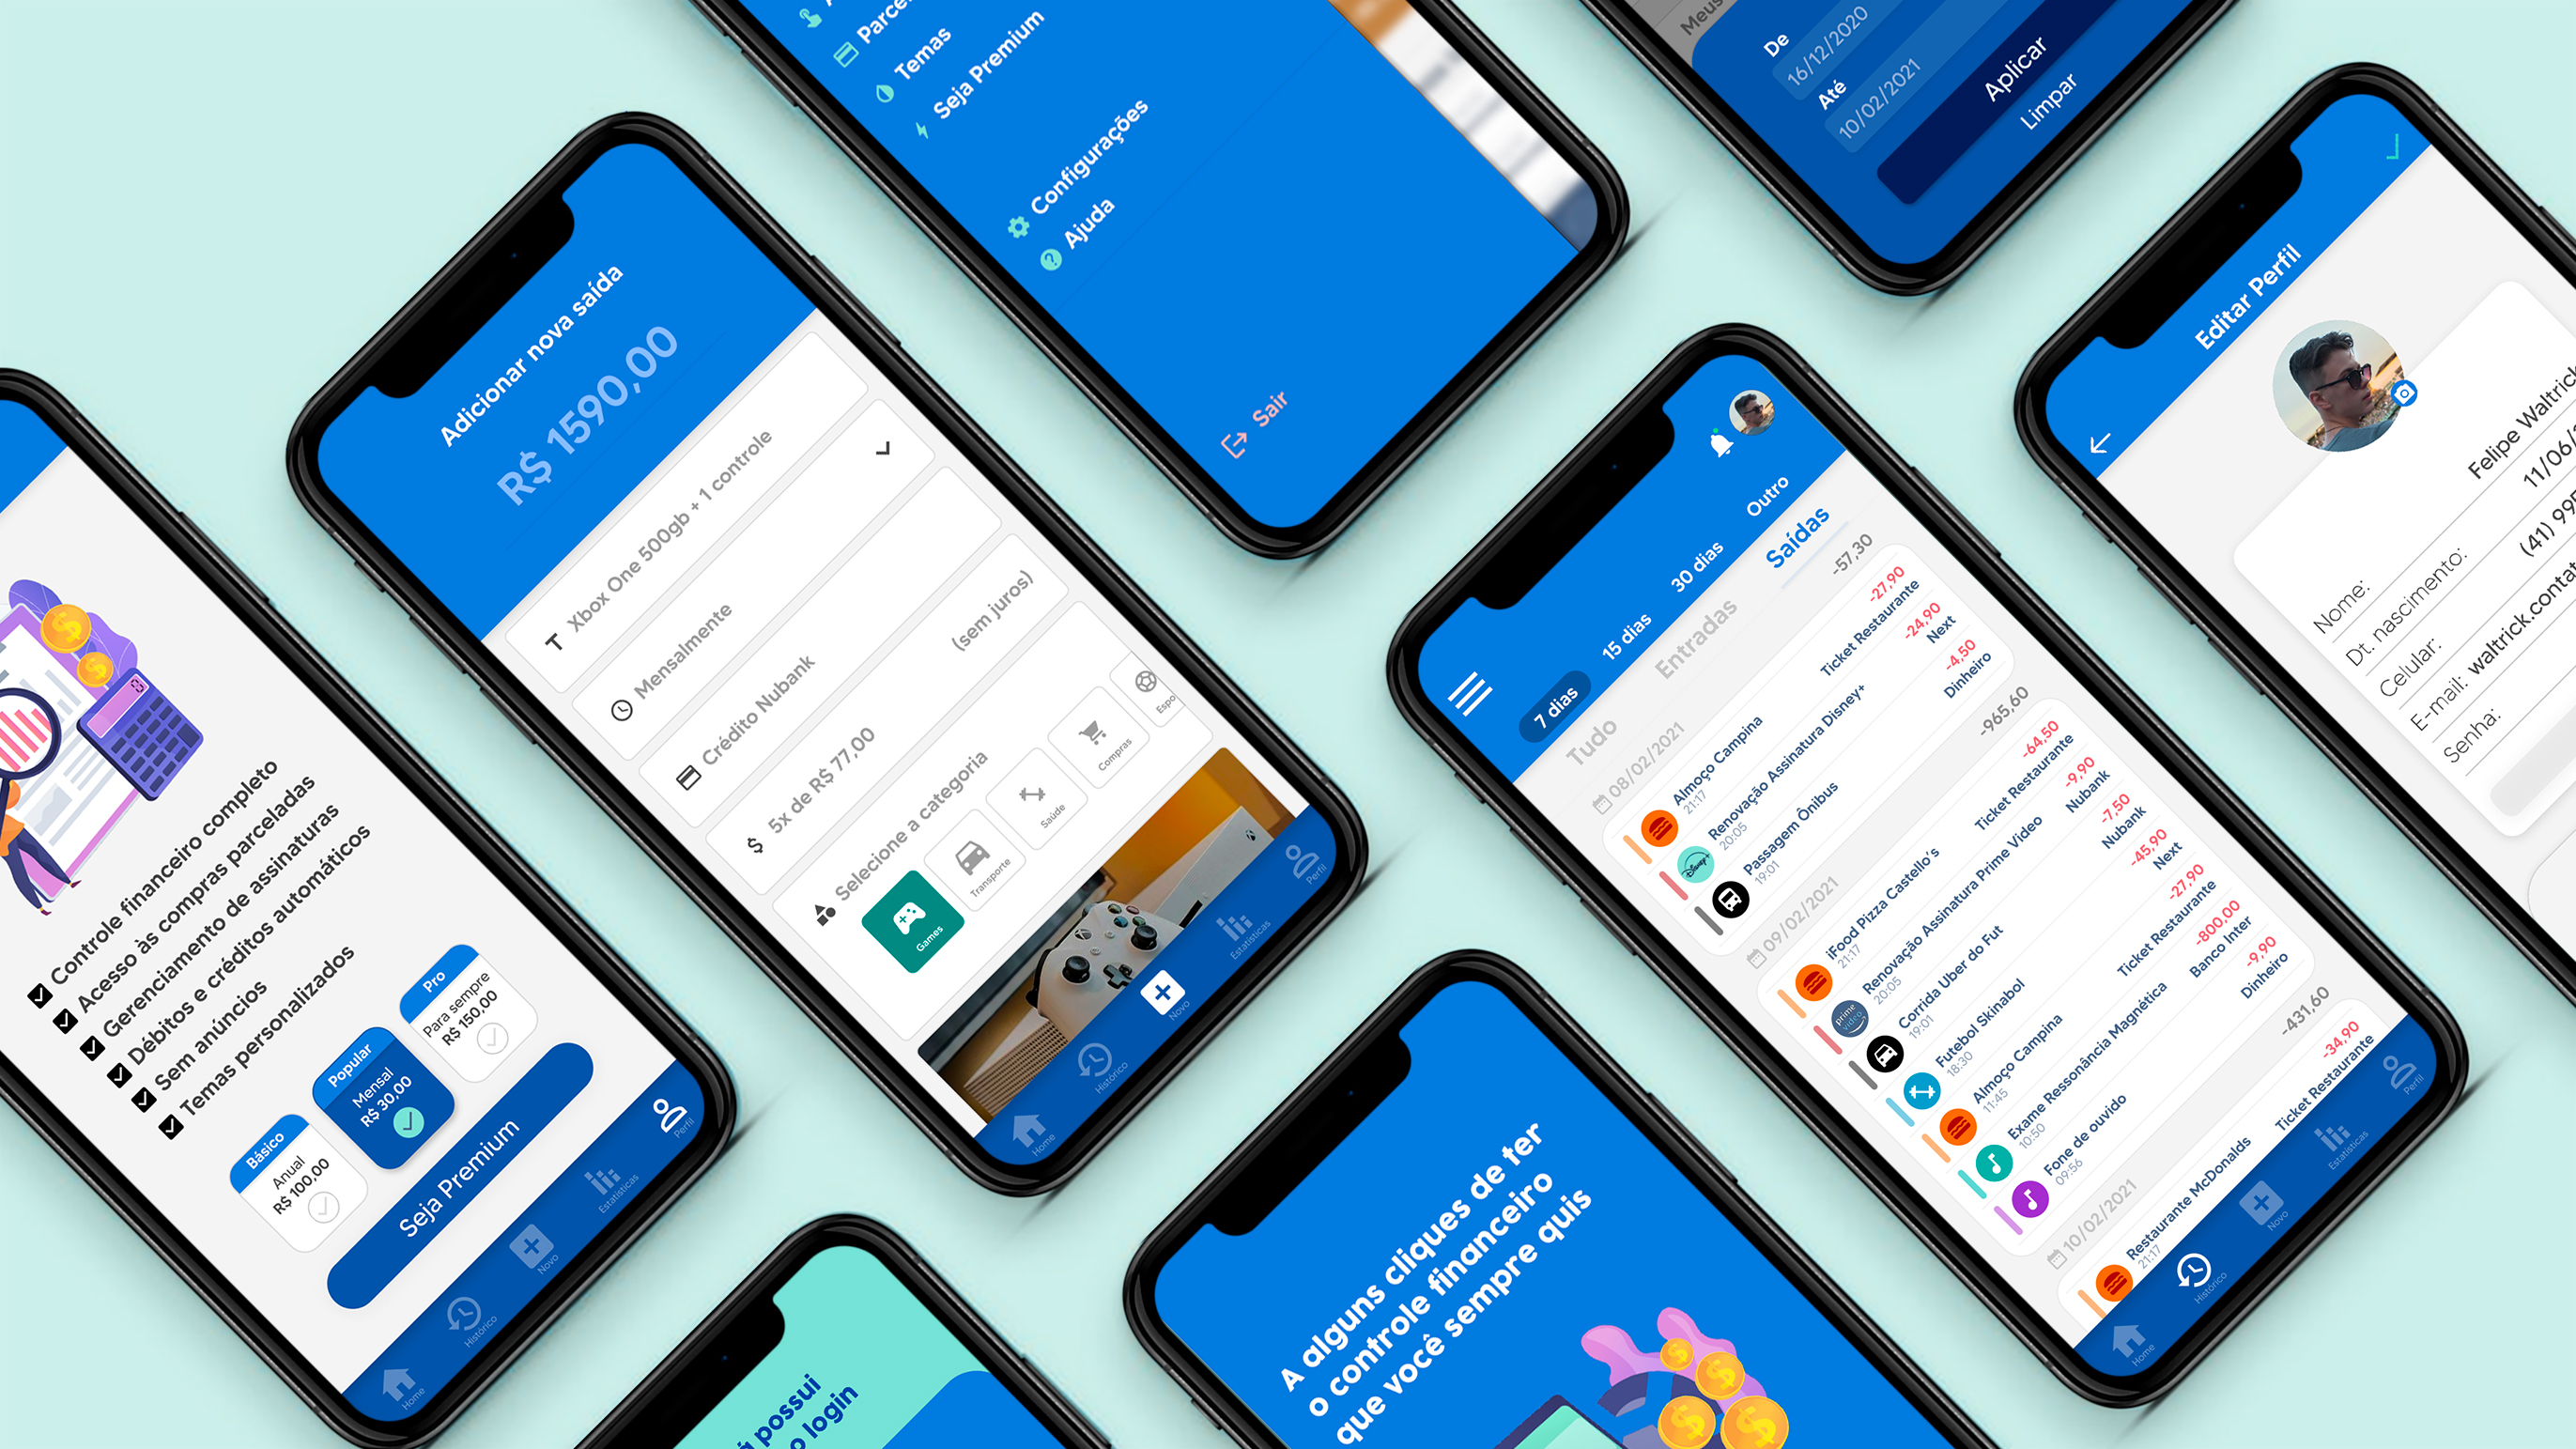 Controle financeiro completo
Acesso às compras parceladas
Gerenciamento de assinaturas
Débitos e créditos automáticos
Sem anúncios
Temas personalizados
Básico
Anual
R$ 100,00
Popular
Mensal
R$ 30,00
Pro
Para sempre
R$ 150,00
Seja Premium
Home
Histórico
Novo
Estatísticas
Perfil
Adicionar nova saída
R$ 1590,00
Xbox One 500gb + 1 controle
Mensalmente
Crédito Nubank
5x de R$ 77,00 (sem juros)
Selecione a categoria
Games
Transporte
Saúde
Compras
Home
Histórico
Novo
Estatísticas
Perfil
Temas
Seja Premium
Configurações
Ajuda
Sair
possui
login
A alguns cliques de ter
o controle financeiro
que você sempre quis
Meus
De
16/12/2020
Até
10/02/2021
Aplicar
Limpar
7 dias 15 dias 30 dias Outro
Tudo Entradas Saídas
08/02/2021 -57,30
Almoço Campina -27,90
21:17 Ticket Restaurante
Renovação Assinatura Disney+ -24,90
20:05 Next
Disney+
Passagem Ônibus -4,50
19:01 Dinheiro
09/02/2021 -965,60
iFood Pizza Castello's -64,50
21:17 Ticket Restaurante
Renovação Assinatura Prime Video -9,90
20:05 Nubank
prime video
Corrida Uber do Fut -7,50
19:01 Nubank
Futebol Skinabol -45,90
18:30 Next
Almoço Campina -27,90
11:45 Ticket Restaurante
Exame Ressonância Magnética -800,00
10:50 Banco Inter
Fone de ouvido -9,90
09:56 Dinheiro
10/02/2021 -431,60
Restaurante McDonalds -34,90
21:17 Ticket Restaurante
Home
Histórico
Novo
Estatísticas
Perfil
Editar Perfil
Nome: Felipe Waltrick
Dt. nascimento: 11/06/
Celular: (41)
E-mail:
Senha: